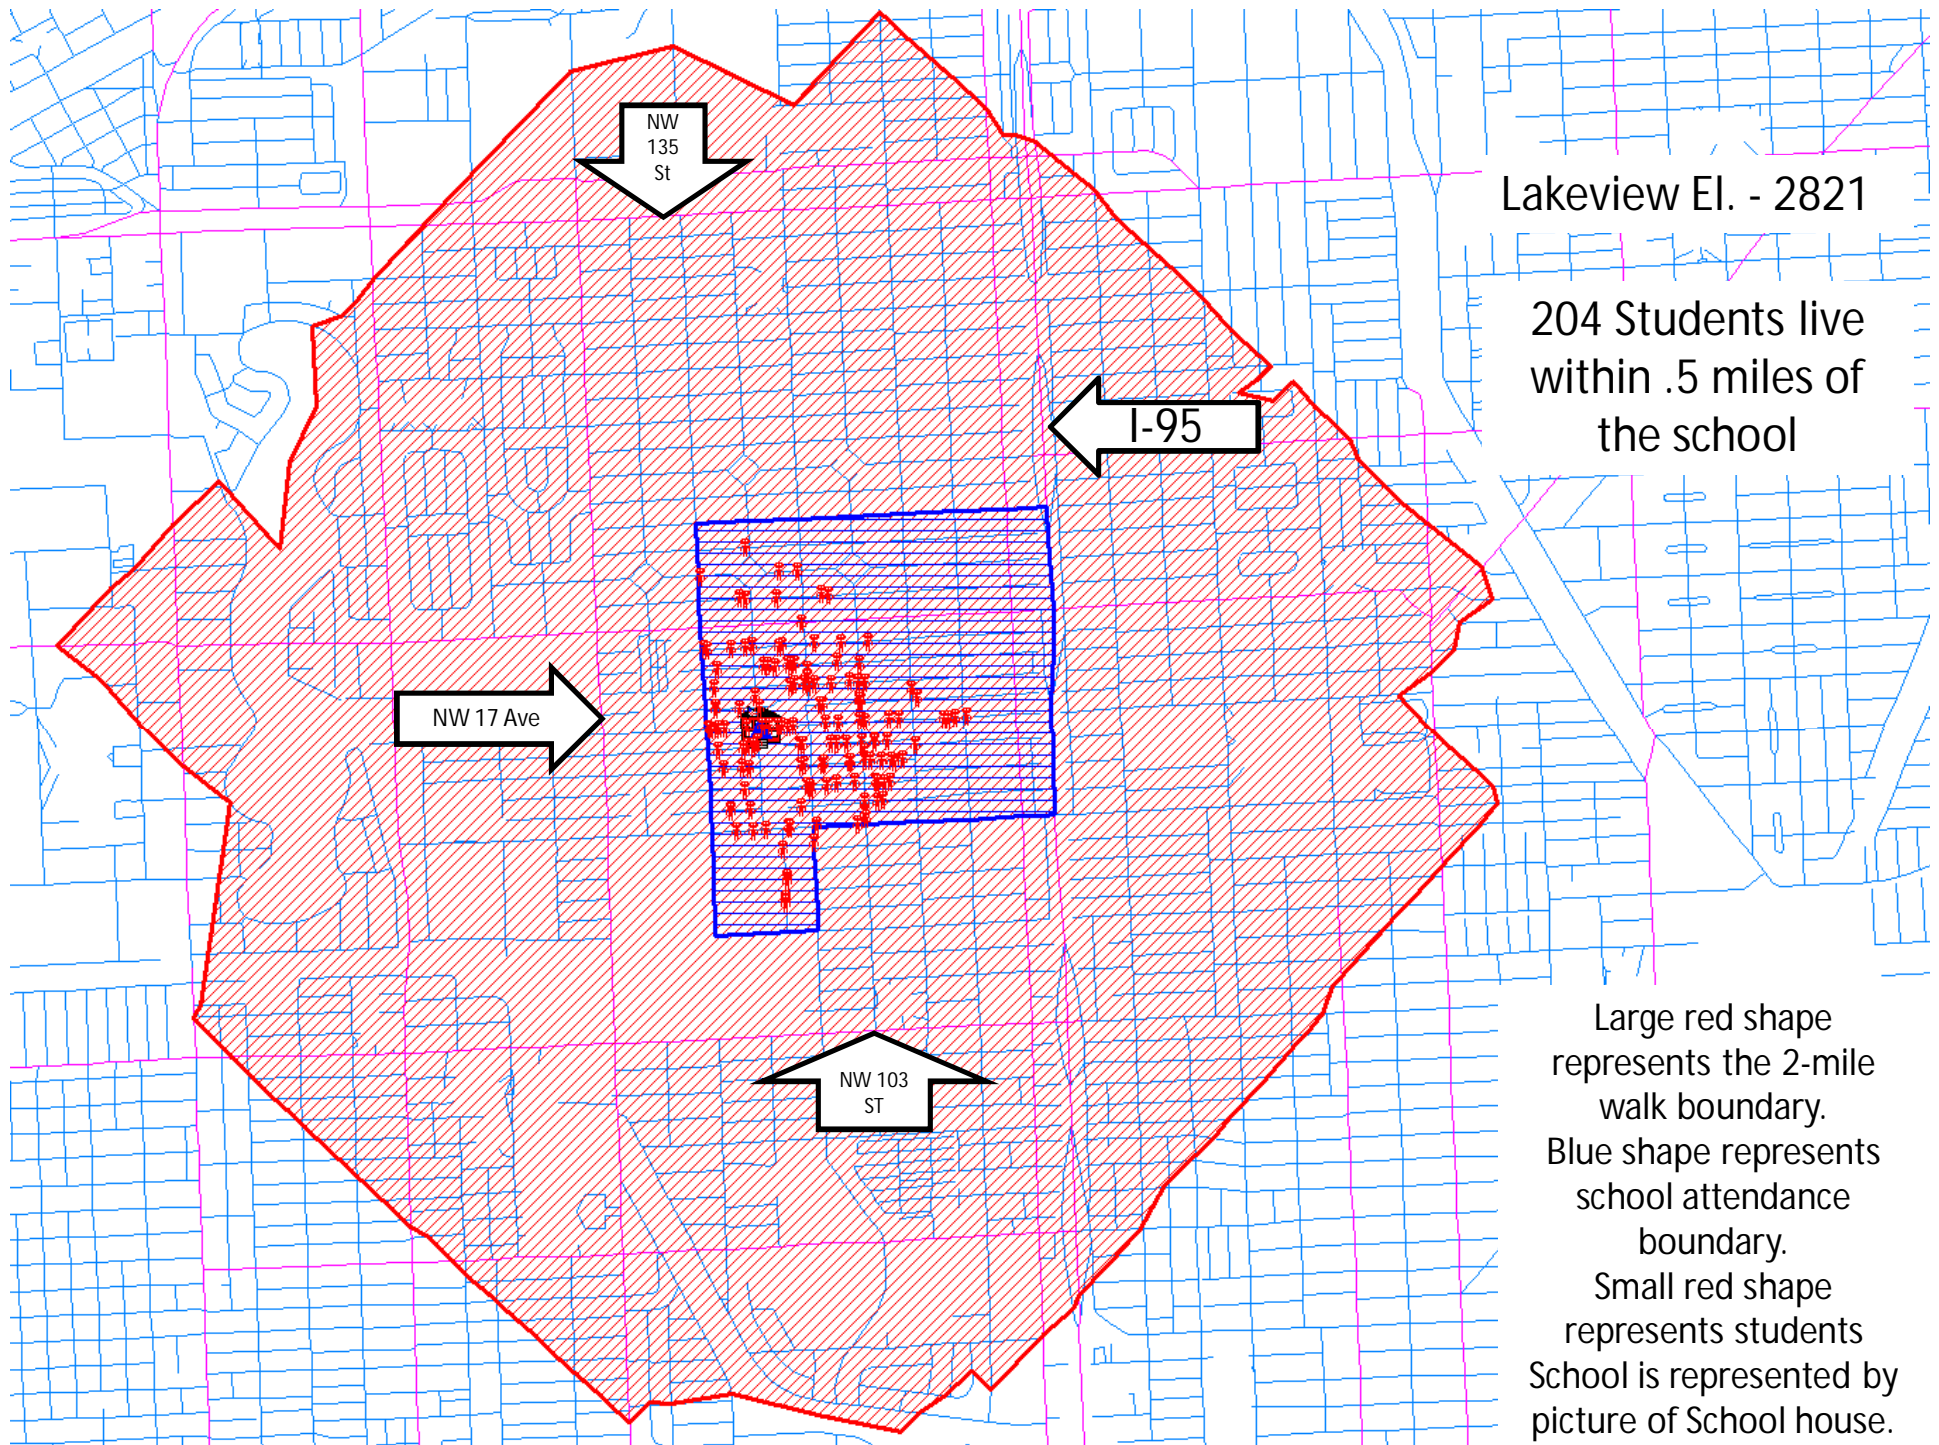 NW
135
St
Lakeview El. - 2821
204 Students live
within .5 miles of
the school
I-95
NW 17 Ave
NW 103
ST
Large red shape
represents the 2-mile
walk boundary.
Blue shape represents
school attendance
boundary.
Small red shape
represents students
School is represented by
picture of School house.